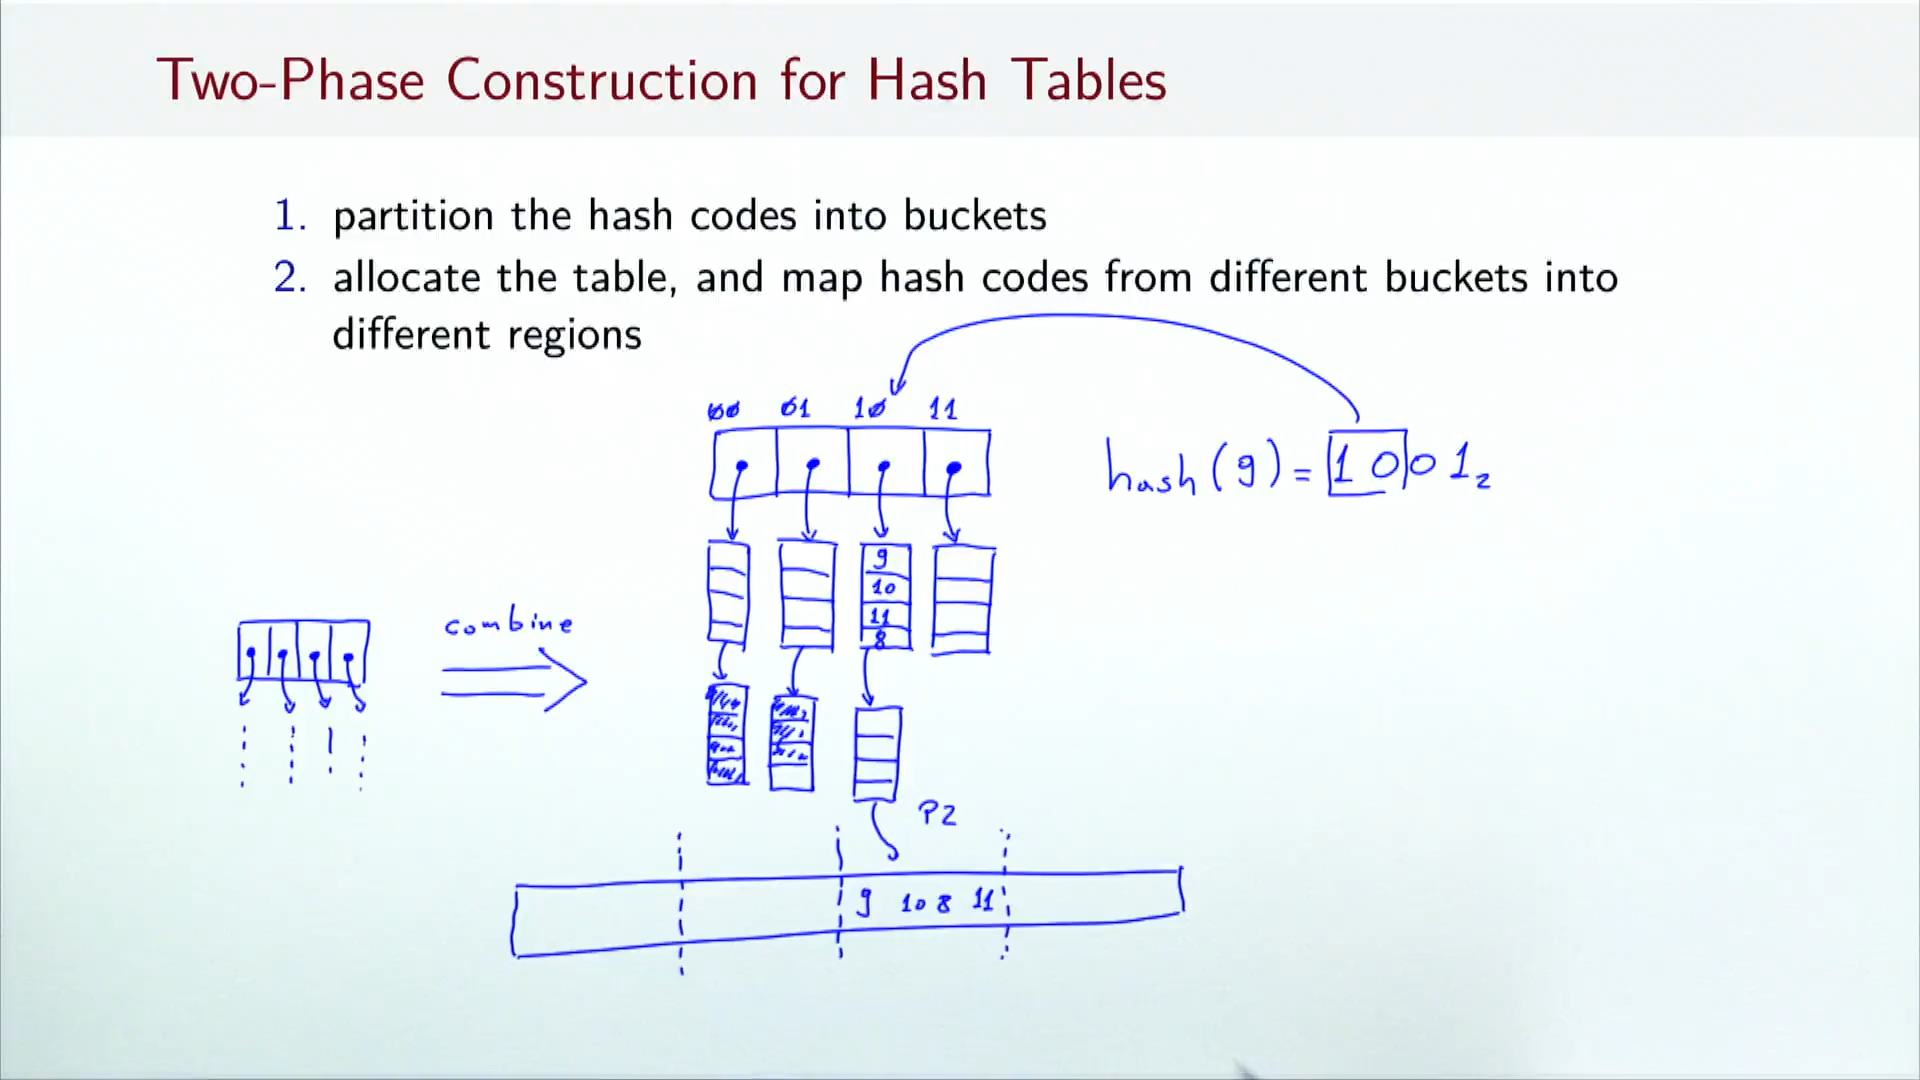 Two-Phase Construction for Hash Tables
1. partition the hash codes into buckets
2. allocate the table, and map hash codes from different buckets into
different regions
00 01 10 11
hash(9) = 1001₂
9
10
11
8
combine
P2
9 10 8 11